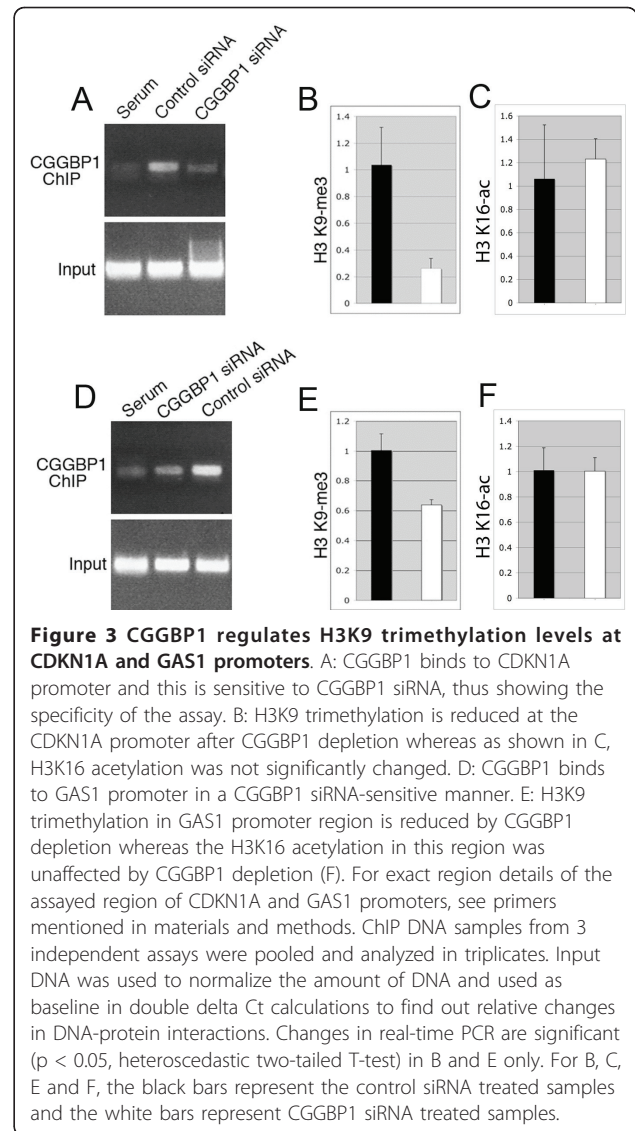 A
Serum
Control siRNA
CGGBP1 siRNA
CGGBP1
ChIP
Input
B
H3 K9-me3
1.4
1.2
1
0.8
0.6
0.4
0.2
0
C
H3 K16-ac
1.6
1.4
1.2
1
0.8
0.6
0.4
0.2
0
D
Serum
CGGBP1 siRNA
Control siRNA
CGGBP1
ChIP
Input
E
H3 K9-me3
1.2
1
0.8
0.6
0.4
0.2
0
F
H3 K16-ac
1.4
1.2
1
0.8
0.6
0.4
0.2
0
Figure 3 CGGBP1 regulates H3K9 trimethylation levels at
CDKN1A and GAS1 promoters. A: CGGBP1 binds to CDKN1A
promoter and this is sensitive to CGGBP1 siRNA, thus showing the
specificity of the assay. B: H3K9 trimethylation is reduced at the
CDKN1A promoter after CGGBP1 depletion whereas as shown in C,
H3K16 acetylation was not significantly changed. D: CGGBP1 binds
to GAS1 promoter in a CGGBP1 siRNA-sensitive manner. E: H3K9
trimethylation in GAS1 promoter region is reduced by CGGBP1
depletion whereas the H3K16 acetylation in this region was
unaffected by CGGBP1 depletion (F). For exact region details of the
assayed region of CDKN1A and GAS1 promoters, see primers
mentioned in materials and methods. ChIP DNA samples from 3
independent assays were pooled and analyzed in triplicates. Input
DNA was used to normalize the amount of DNA and used as
baseline in double delta Ct calculations to find out relative changes
in DNA-protein interactions. Changes in real-time PCR are significant
(p < 0.05, heteroscedastic two-tailed T-test) in B and E only. For B, C,
E and F, the black bars represent the control siRNA treated samples
and the white bars represent CGGBP1 siRNA treated samples.